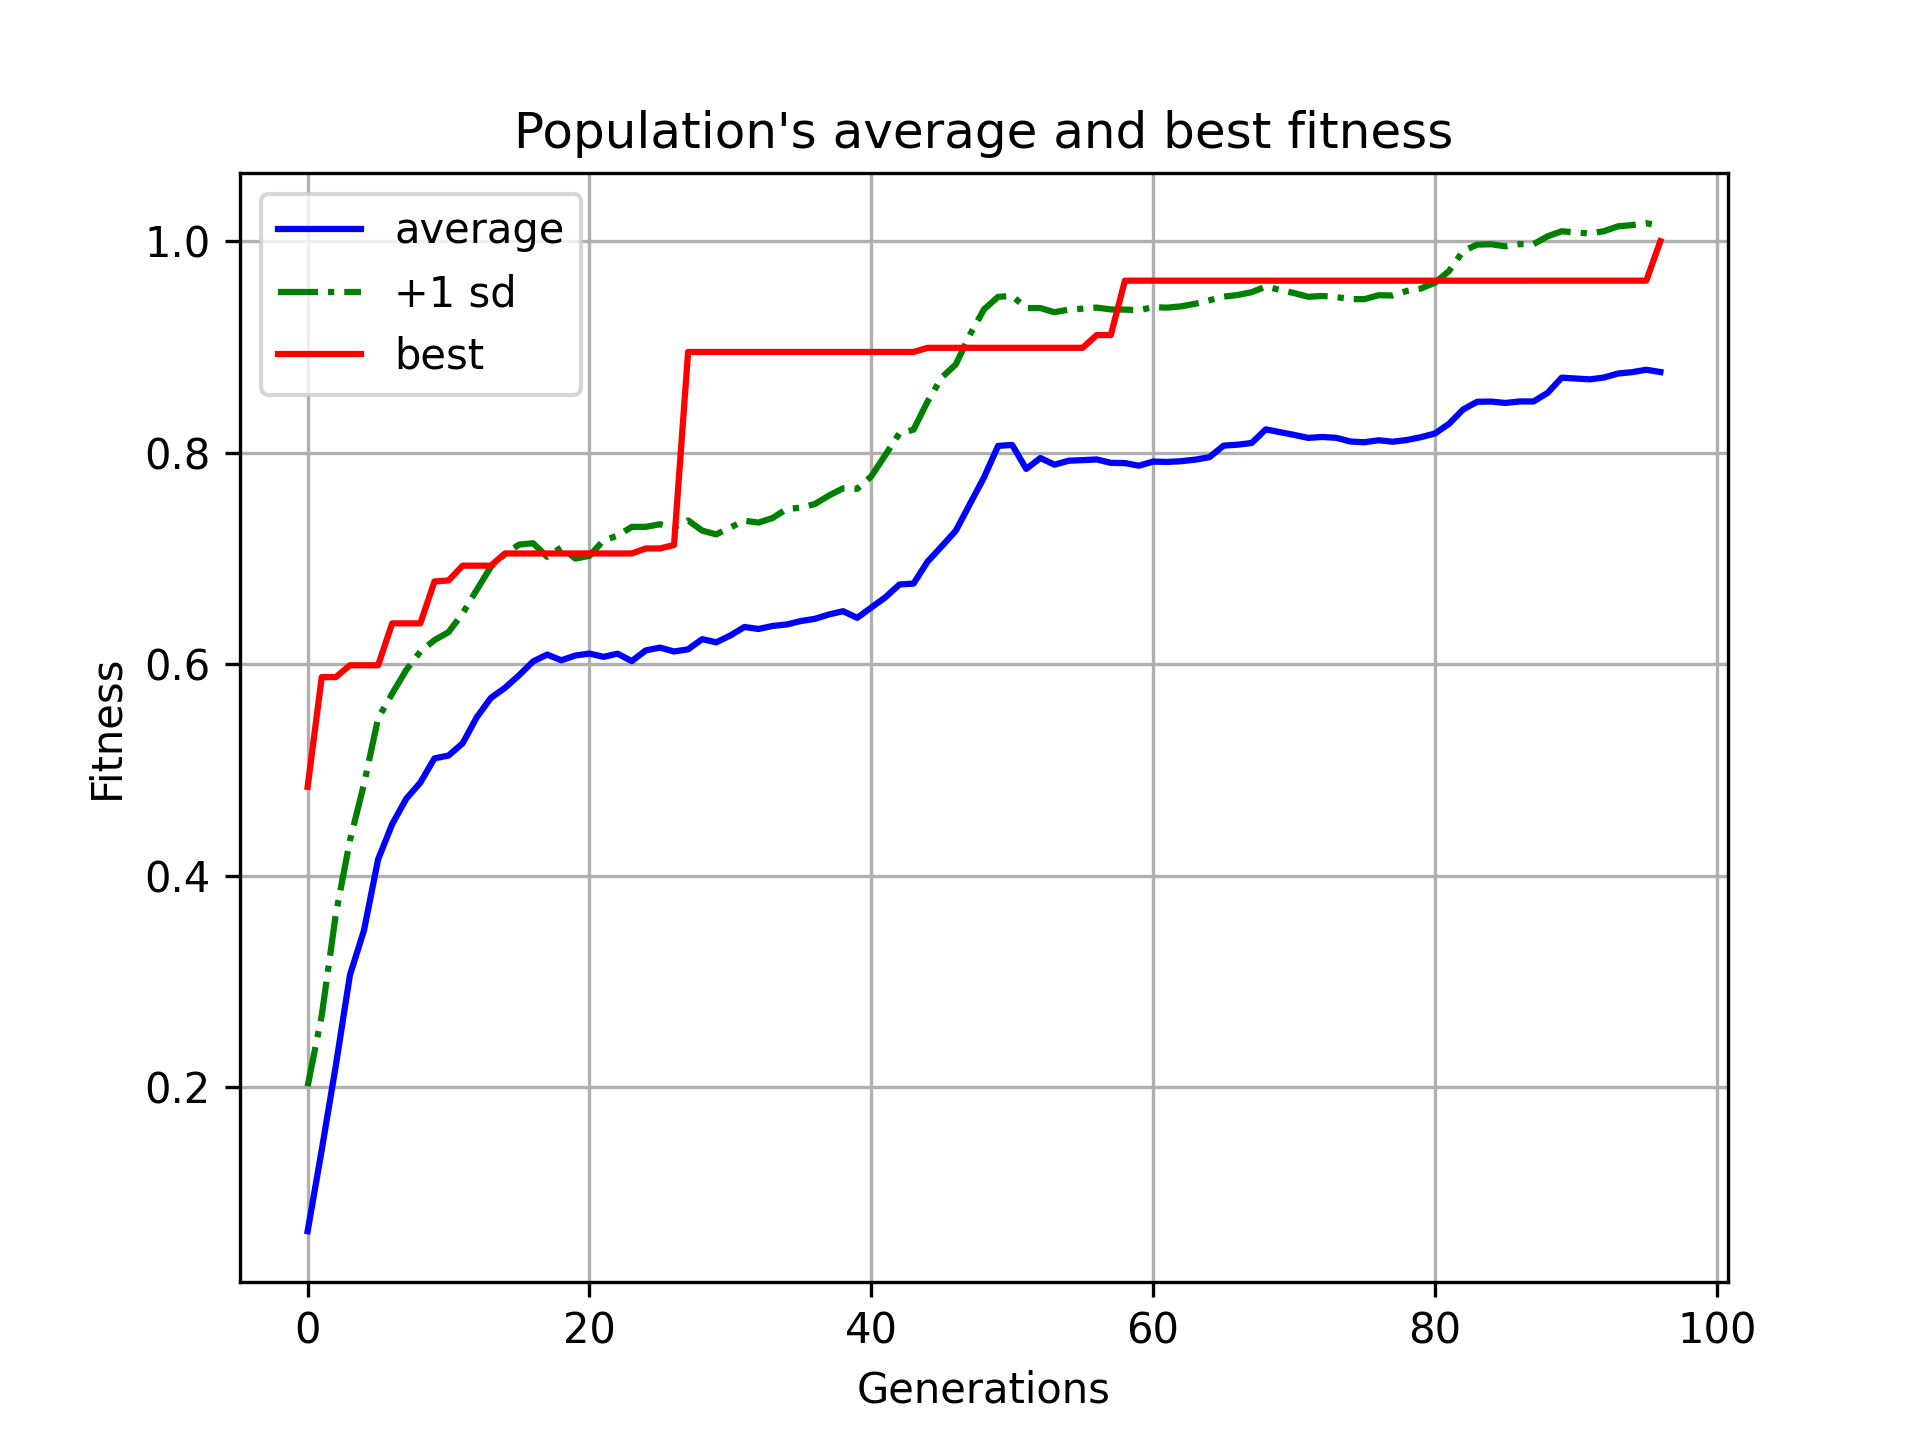 Population's average and best fitness
average
+1 sd
best
1.0
0.8
0.6
0.4
0.2
Fitness
0 20 40 60 80 100
Generations